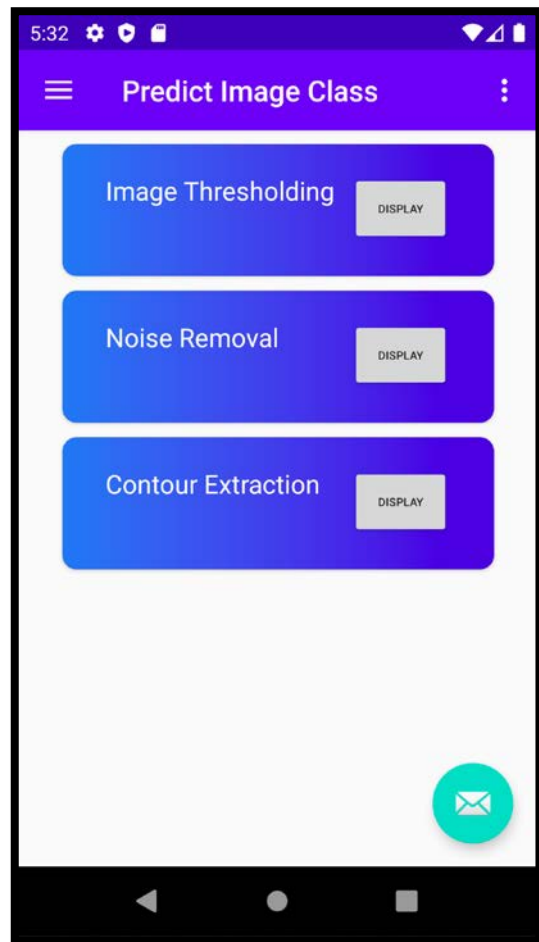 5:32
Predict Image Class
Image Thresholding
DISPLAY
Noise Removal
DISPLAY
Contour Extraction
DISPLAY